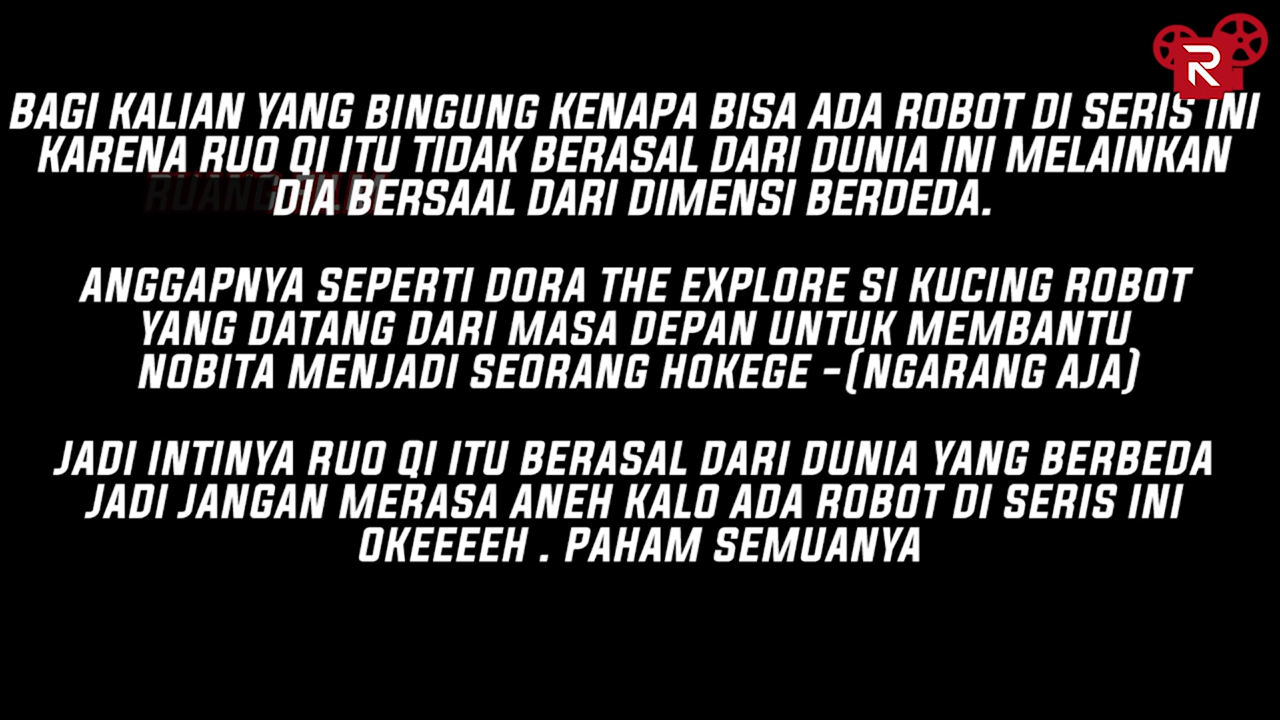 R
BAGI KALIAN YANG BINGUNG KENAPA BISA ADA ROBOT DI SERIS INI
KARENA RUO QI ITU TIDAK BERASAL DARI DUNIA INI MELAINKAN
DIA BERSAAL DARI DIMENSI BERDEDA.
RUANG FILM
ANGGAPNYA SEPERTI DORA THE EXPLORE SI KUCING ROBOT
YANG DATANG DARI MASA DEPAN UNTUK MEMBANTU
NOBITA MENJADI SEORANG HOKEGE -(NGARANG AJA)
JADI INTINYA RUO QI ITU BERASAL DARI DUNIA YANG BERBEDA
JADI JANGAN MERASA ANEH KALO ADA ROBOT DI SERIS INI
OKEEEEH . PAHAM SEMUANYA